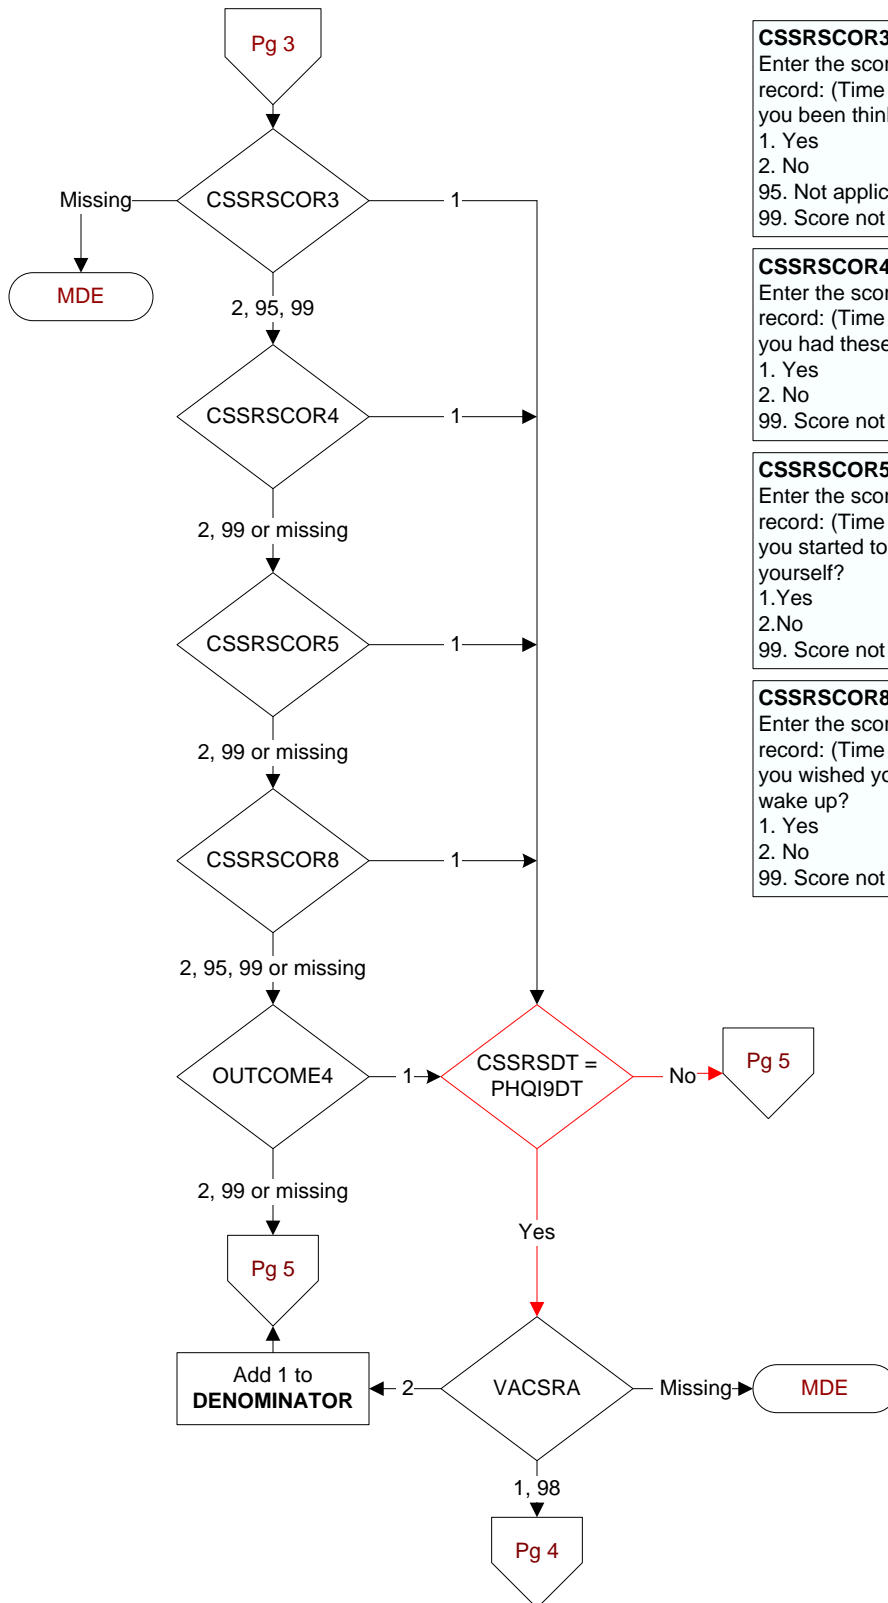 Pg 3
CSSRSCOR3
Missing
1
MDE
2, 95, 99
CSSRSCOR4
1
2, 99 or missing
CSSRSCOR5
1
2, 99 or missing
CSSRSCOR8
1
2, 95, 99 or missing
OUTCOME4
1
CSSRSDT =
PHQI9DT
No
Pg 5
2, 99 or missing
Yes
Pg 5
Add 1 to
DENOMINATOR
2
VACSRA
Missing
MDE
1, 98
Pg 4
CSSRSCOR3
Enter the scor
record: (Time
you been think
1. Yes
2. No
95. Not applic
99. Score not
CSSRSCOR4
Enter the scor
record: (Time
you had these
1. Yes
2. No
99. Score not
CSSRSCOR5
Enter the scor
record: (Time
you started to
yourself?
1.Yes
2.No
99. Score not
CSSRSCOR8
Enter the scor
record: (Time
you wished yo
wake up?
1. Yes
2. No
99. Score not